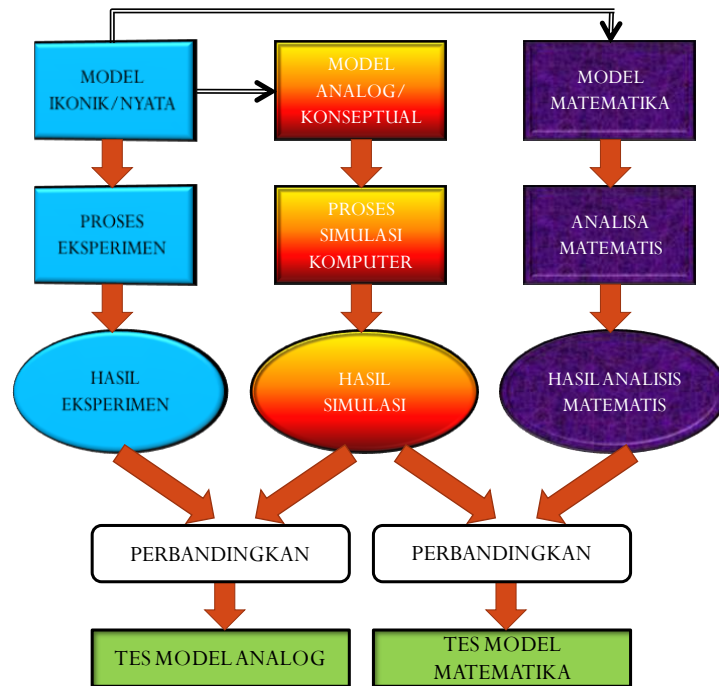 MODEL
IKONIK/NYATA
MODEL
ANALOG/
KONSEPTUAL
MODEL
MATEMATIKA
PROSES
EKSPERIMEN
PROSES
SIMULASI
KOMPUTER
ANALISA
MATEMATIS
HASIL
EKSPERIMEN
HASIL
SIMULASI
HASIL ANALISIS
MATEMATIS
PERBANDINGKAN
PERBANDINGKAN
TES MODEL ANALOG
TES MODEL
MATEMATIKA